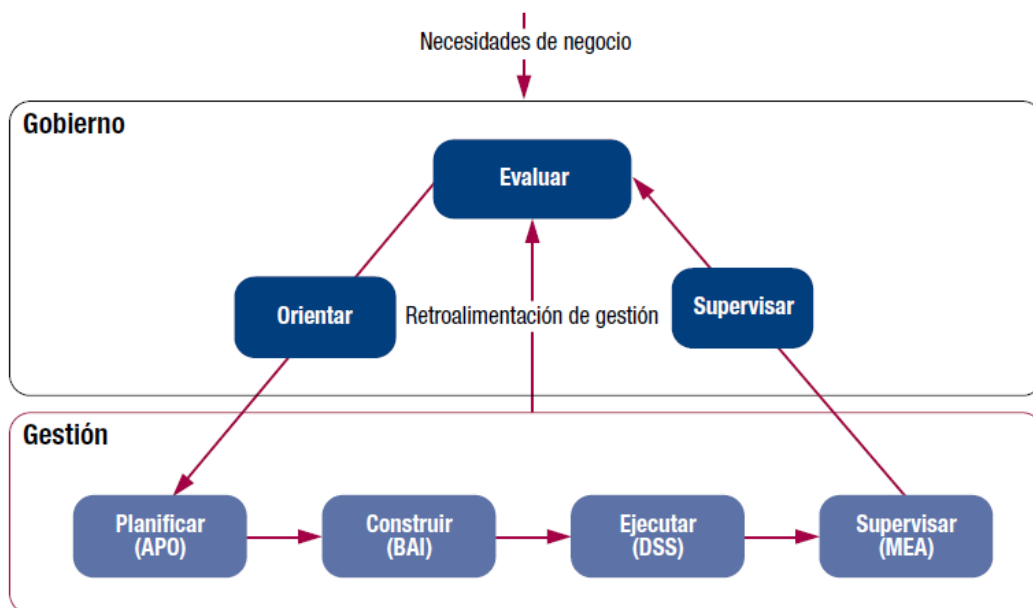 Necesidades de negocio
Gobierno
Evaluar
Orientar
Retroalimentación de gestión
Supervisar
Gestión
Planificar
(APO)
Construir
(BAI)
Ejecutar
(DSS)
Supervisar
(MEA)